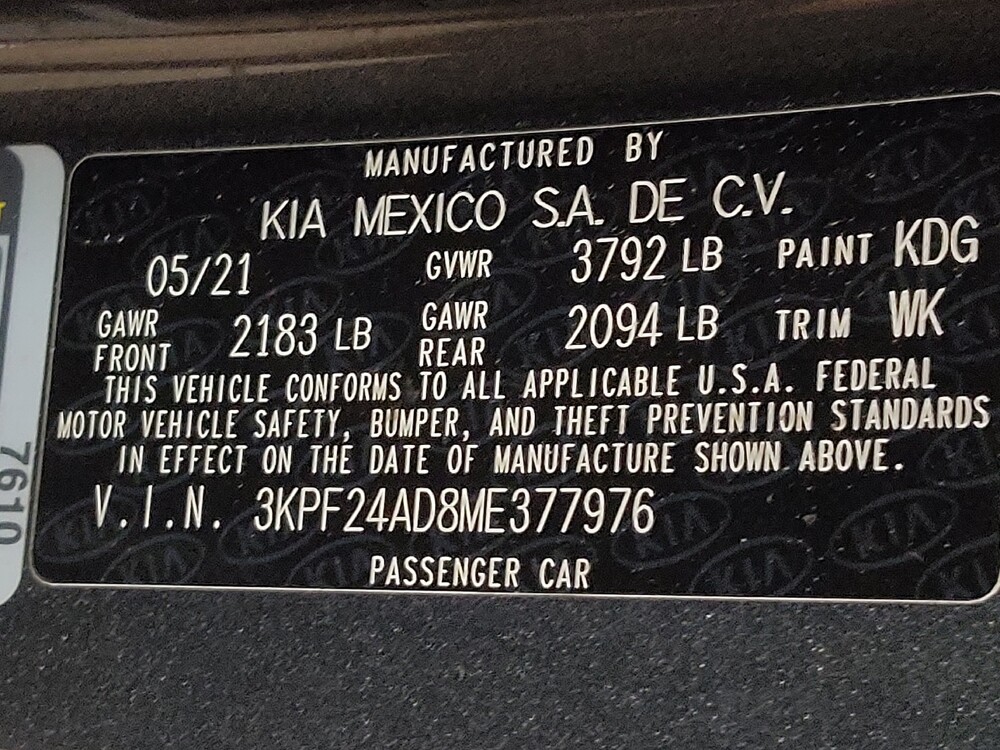 MANUFACTURED BY
KIA MEXICO S.A. DE C.V.
05/21 GVWR 3792 LB PAINT KDG
GAWR FRONT 2183 LB GAWR REAR 2094 LB TRIM WK
THIS VEHICLE CONFORMS TO ALL APPLICABLE U.S.A. FEDERAL
MOTOR VEHICLE SAFETY, BUMPER, AND THEFT PREVENTION STANDARDS
IN EFFECT ON THE DATE OF MANUFACTURE SHOWN ABOVE.
V.I.N. 3KPF24AD8ME377976
PASSENGER CAR
7610